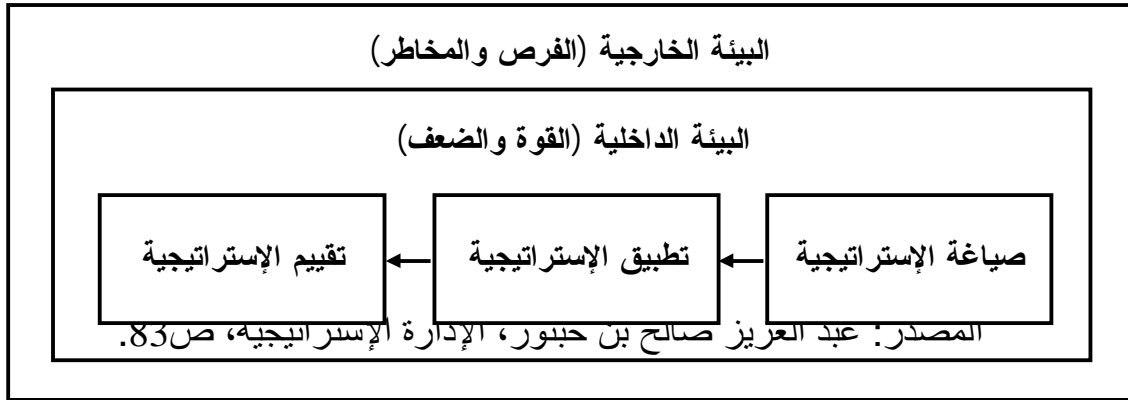 البيئة الخارجية (الفرص والمخاطر)
البيئة الداخلية (القوة والضعف)
صياغة الإستراتيجية
تطبيق الإستراتيجية
تقييم الإستراتيجية
المصدر: عبد العزيز صالح بن حبتور، الإدارة الإستراتيجية، ص83.